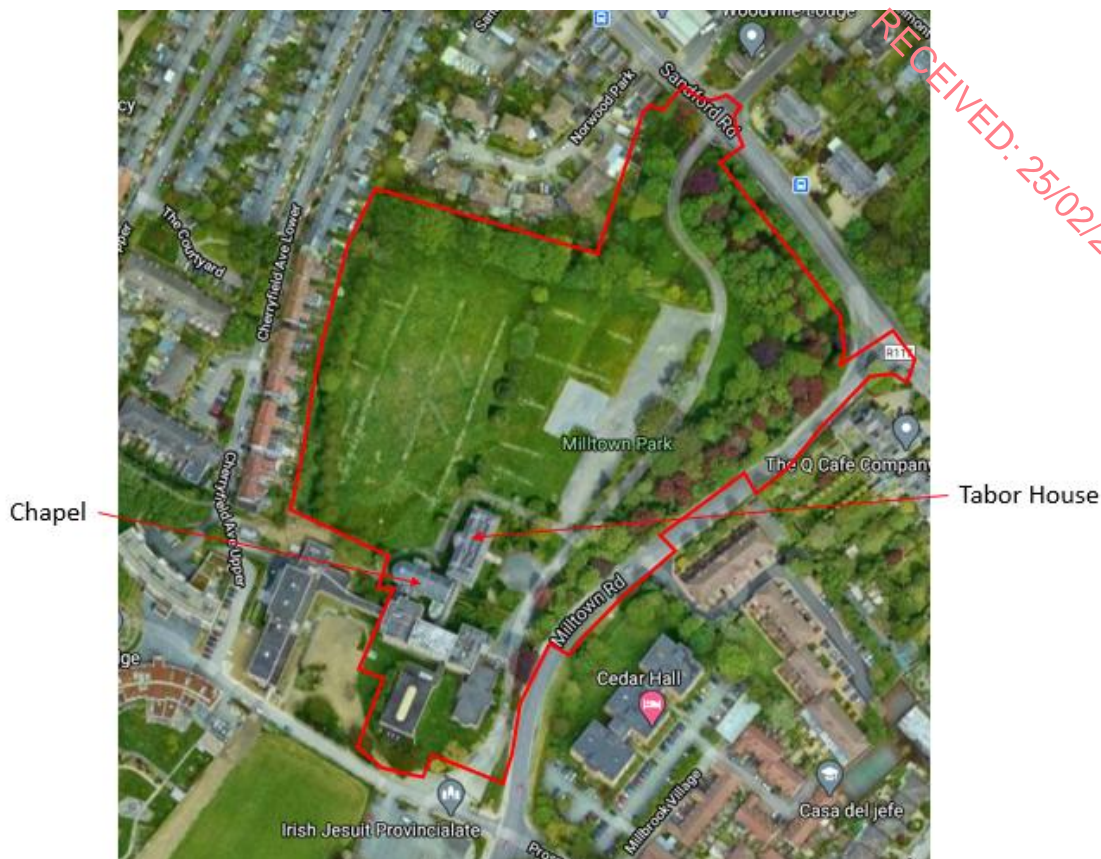 Woodville Lodge
RECEIVED: 25/02/2
Sandford Rd
Norwood Park
The Courtyard
Cherryfield Ave Lower
R117
Milltown Park
The Q Cafe Company
Chapel
Tabor House
Cherryfield Ave Upper
Milltown Rd
Cedar Hall
Casa del jefe
Millbrook Village
Irish Jesuit Provincialate